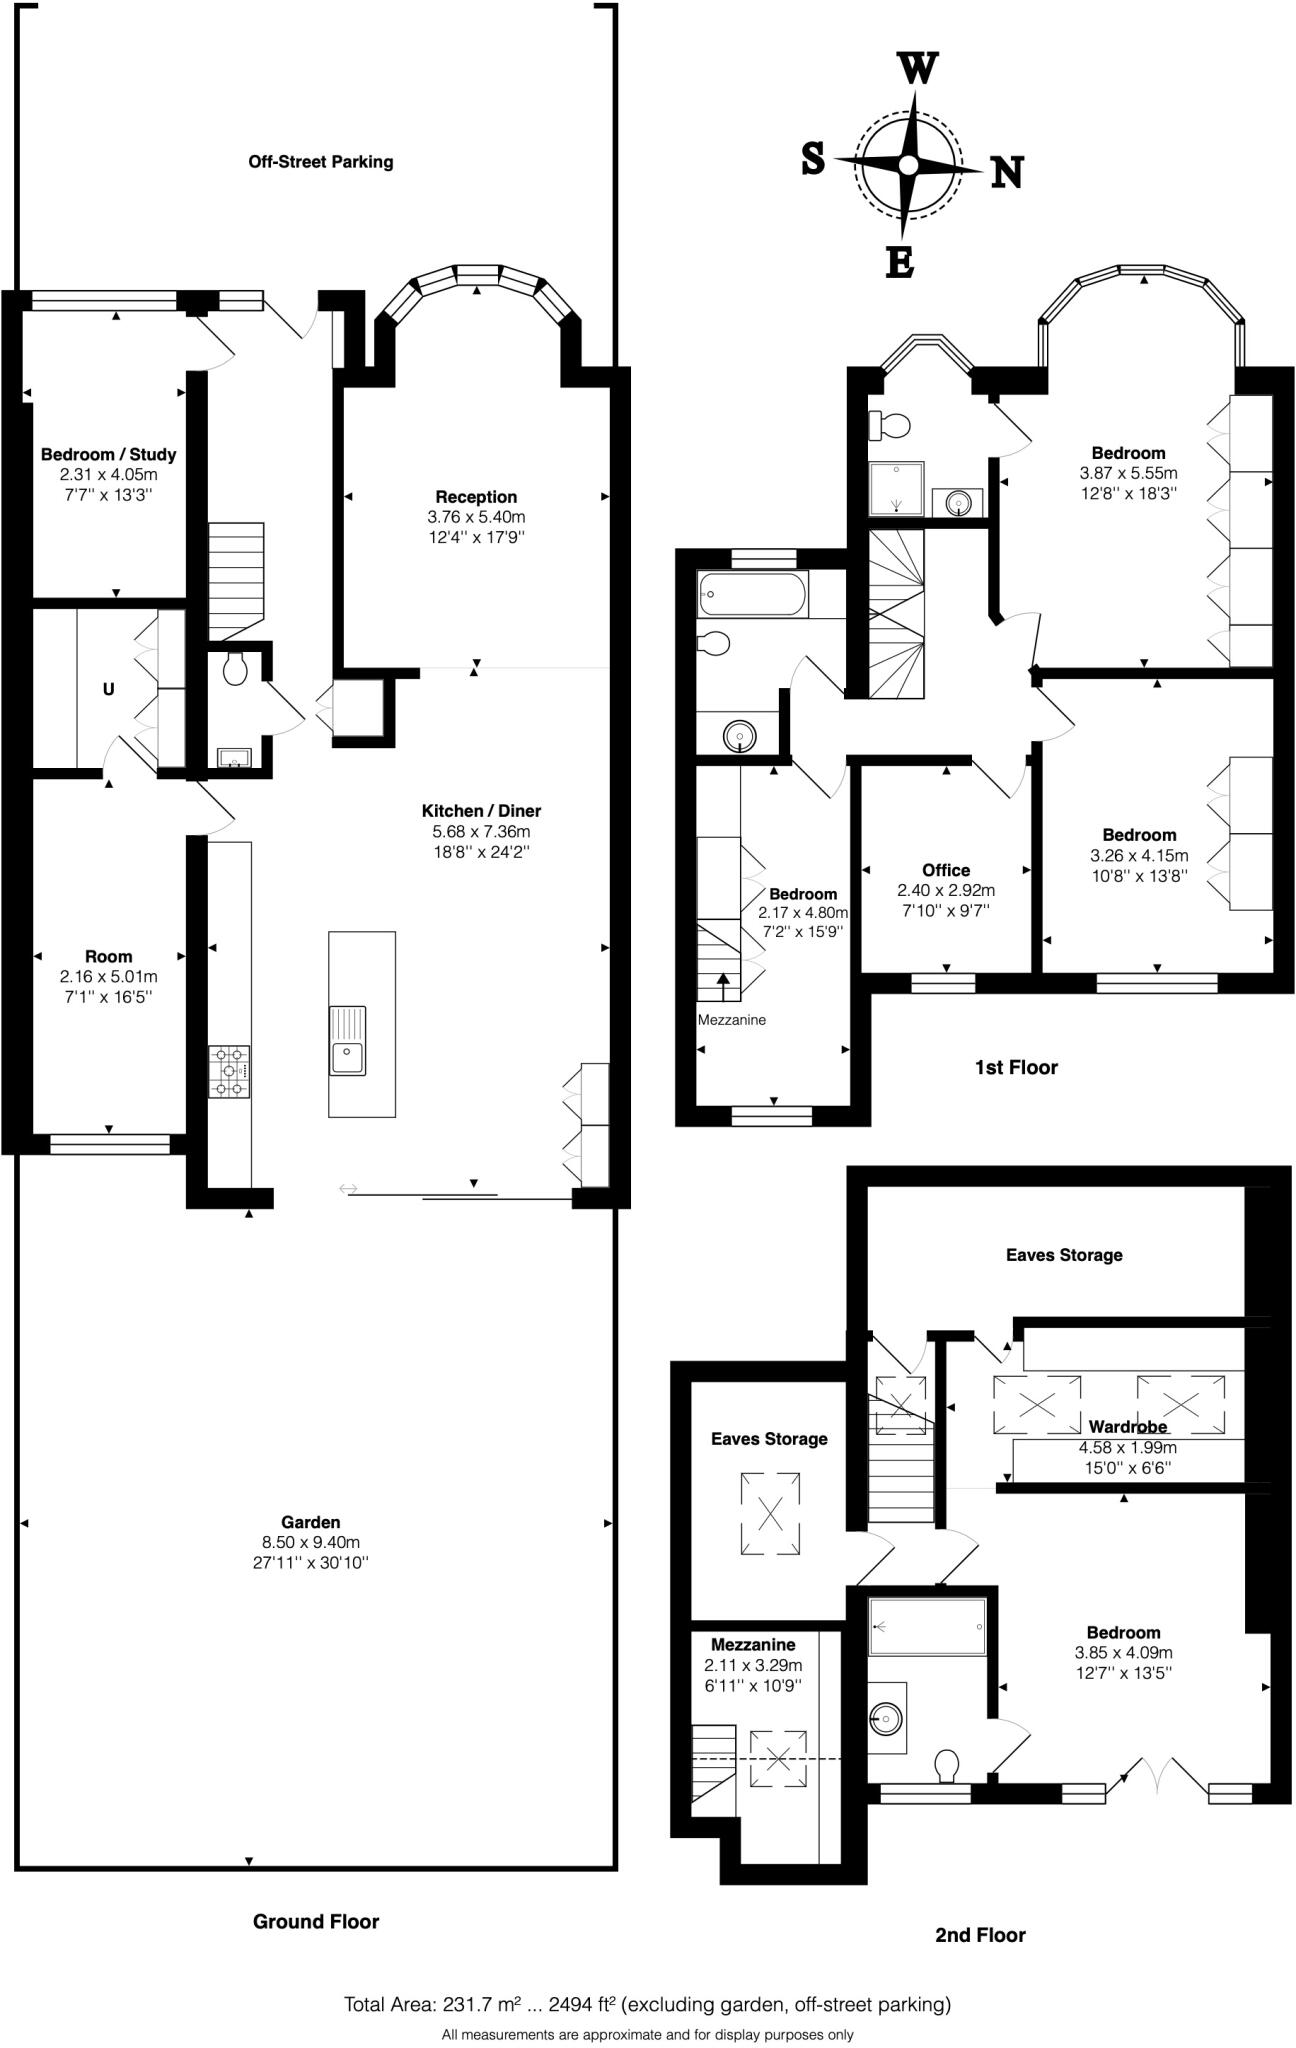 W
S
N
E
Off-Street Parking
Bedroom / Study
2.31 x 4.05m
7'7'' x 13'3''
Reception
3.76 x 5.40m
12'4'' x 17'9''
U
Kitchen / Diner
5.68 x 7.36m
18'8'' x 24'2''
Room
2.16 x 5.01m
7'1'' x 16'5''
Garden
8.50 x 9.40m
27'11'' x 30'10''
Ground Floor
Bedroom
3.87 x 5.55m
12'8'' x 18'3''
Bedroom
3.26 x 4.15m
10'8'' x 13'8''
Office
2.40 x 2.92m
7'10'' x 9'7''
Bedroom
2.17 x 4.80m
7'2'' x 15'9''
Mezzanine
1st Floor
Eaves Storage
Wardrobe
4.58 x 1.99m
15'0'' x 6'6''
Eaves Storage
Bedroom
3.85 x 4.09m
12'7'' x 13'5''
Mezzanine
2.11 x 3.29m
6'11'' x 10'9''
2nd Floor
Total Area: 231.7 m² ... 2494 ft² (excluding garden, off-street parking)
All measurements are approximate and for display purposes only